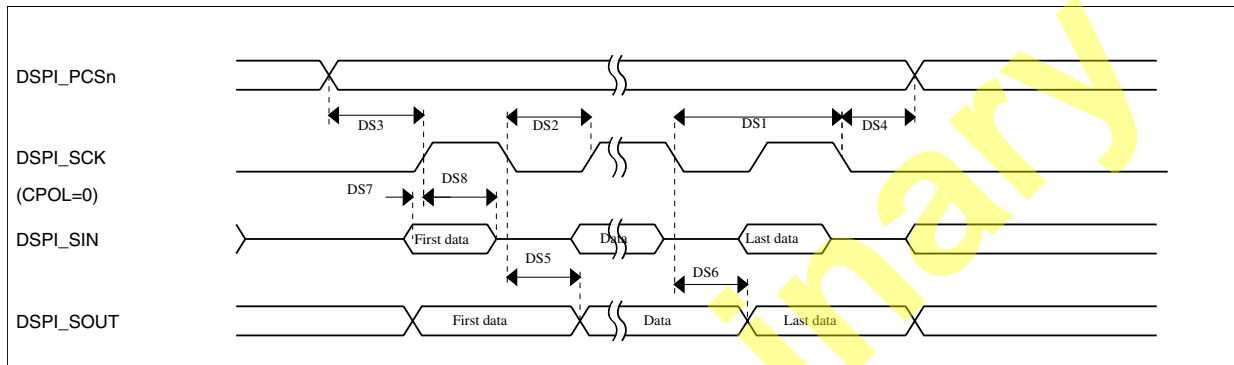 DSPI_PCSn
DS3
DS2
DS1
DS4
DSPI_SCK
(CPOL=0)
DS7
DS8
DSPI_SIN
First data
Data
Last data
DS5
DS6
DSPI_SOUT
First data
Data
Last data
inary